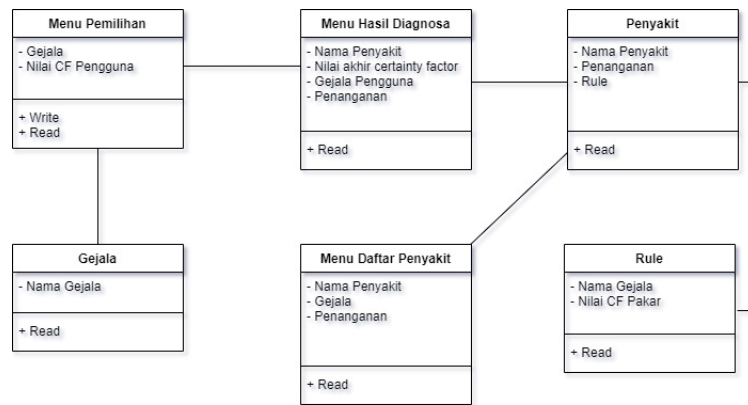 Menu Pemilihan
- Gejala
- Nilai CF Pengguna
+ Write
+ Read
Menu Hasil Diagnosa
- Nama Penyakit
- Nilai akhir certainty factor
- Gejala Pengguna
- Penanganan
+ Read
Penyakit
- Nama Penyakit
- Penanganan
- Rule
+ Read
Gejala
- Nama Gejala
+ Read
Menu Daftar Penyakit
- Nama Penyakit
- Gejala
- Penanganan
+ Read
Rule
- Nama Gejala
- Nilai CF Pakar
+ Read